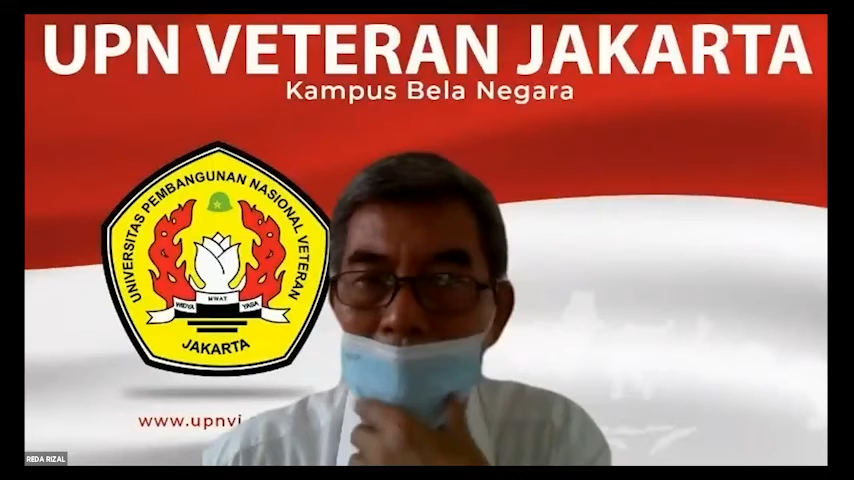 UPN VETERAN JAKARTA
Kampus Bela Negara
UNIVERSITAS PEMBANGUNAN NASIONAL VETERAN
WIDYA MWAT YASA
JAKARTA
www.upnvj.
REDA RIZAL